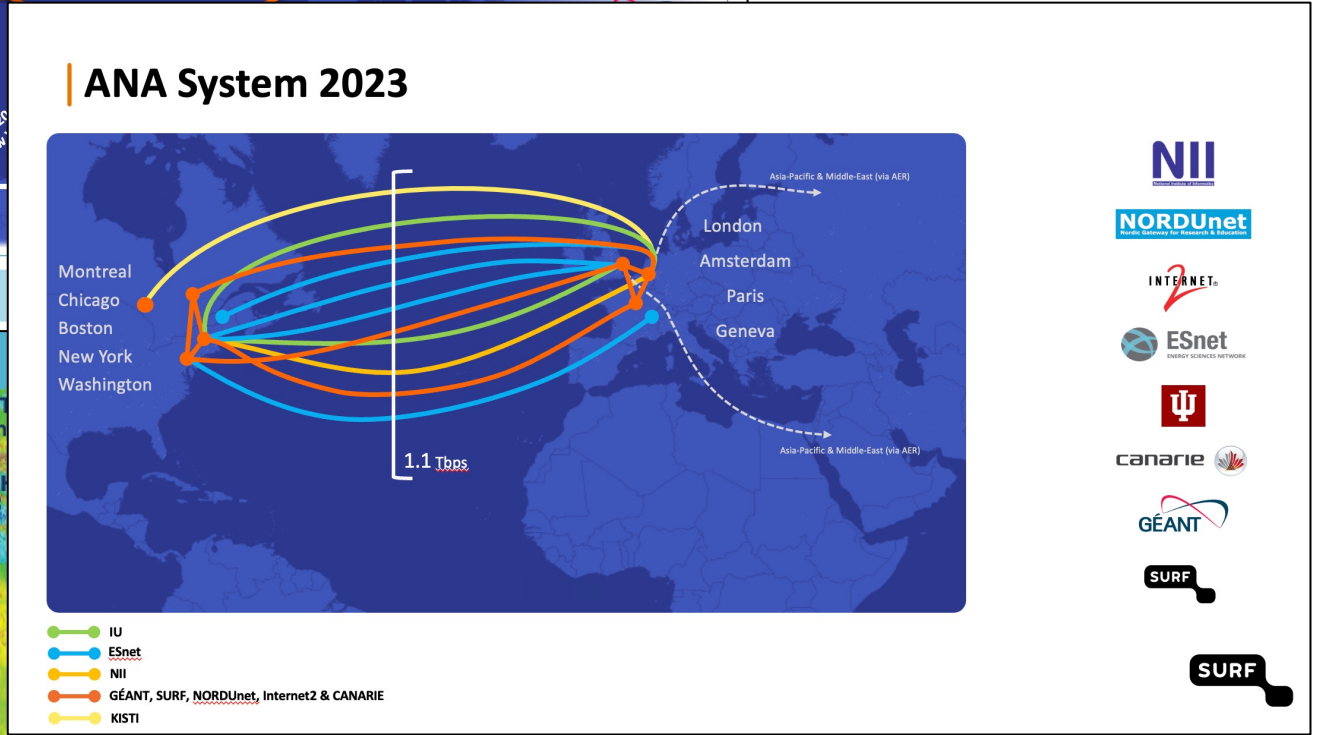 ANA System 2023
Asia-Pacific & Middle-East (via AER)
London
Amsterdam
Paris
Geneva
Montreal
Chicago
Boston
New York
Washington
1.1 Tbps
Asia-Pacific & Middle-East (via AER)
IU
ESnet
NII
GÉANT, SURF, NORDUnet, Internet2 & CANARIE
KISTI
NII
National Institute of Informatics
NORDUnet
Nordic Gateway for Research & Education
INTERNET®
2
ESnet
ENERGY SCIENCES NETWORK
canarie
GÉANT
SURF
SURF